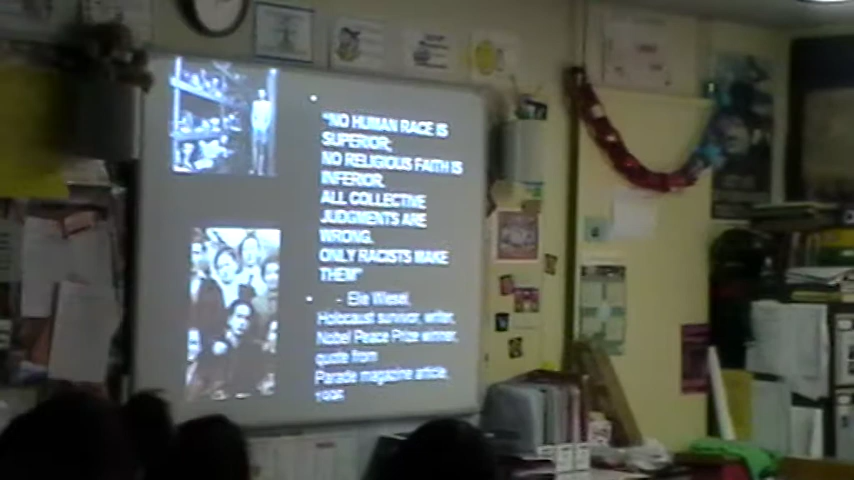 "NO HUMAN RACE IS
SUPERIOR;
NO RELIGIOUS FAITH IS
INFERIOR.
ALL COLLECTIVE
JUDGMENTS ARE
WRONG.
ONLY RACISTS MAKE
THEM"
- Elie Wiesel,
Holocaust survivor, writer,
Nobel Peace Prize winner,
quote from
Parade magazine article,